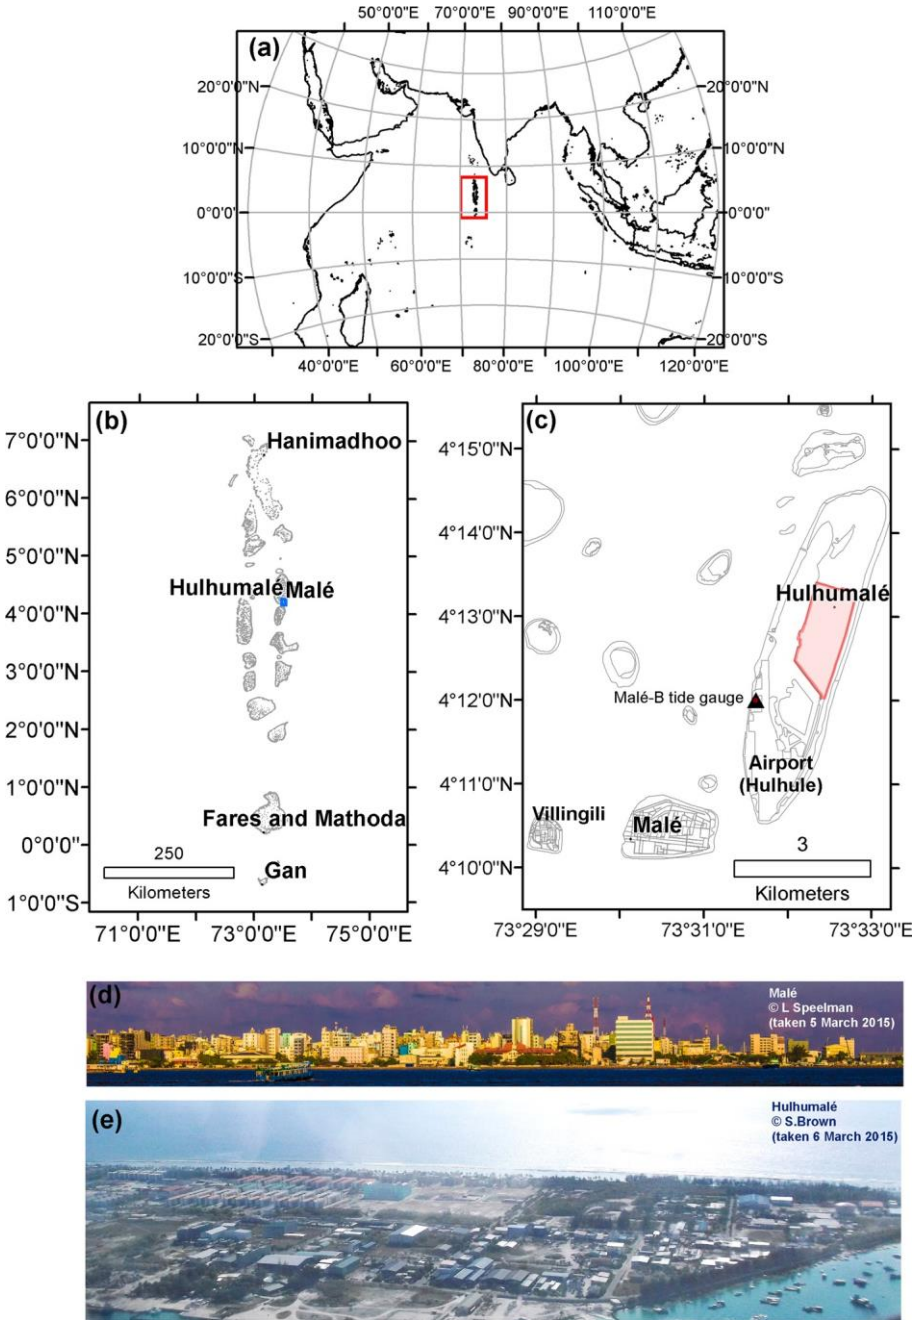 50°0'0"E 70°0'0"E 90°0'0"E 110°0'0"E
(a)
20°0'0"N 20°0'0"N
10°0'0"N 10°0'0"N
0°0'0" 0°0'0"
10°0'0"S 10°0'0"S
20°0'0"S 20°0'0"S
40°0'0"E 60°0'0"E 80°0'0"E 100°0'0"E 120°0'0"E
(b)
7°0'0"N
Hanimadhoo
6°0'0"N
5°0'0"N
Hulhumalé Malé
4°0'0"N
3°0'0"N
2°0'0"N
1°0'0"N
Fares and Mathoda
0°0'0"
250
Kilometers
Gan
1°0'0"S
71°0'0"E 73°0'0"E 75°0'0"E
(c)
4°15'0"N
4°14'0"N
Hulhumalé
4°13'0"N
4°12'0"N
Malé-B tide gauge
4°11'0"N
Airport
(Hulhule)
Villingili
Malé
4°10'0"N
3
Kilometers
73°29'0"E 73°31'0"E 73°33'0"E
(d)
Malé
© L Speelman
(taken 5 March 2015)
(e)
Hulhumalé
© S.Brown
(taken 6 March 2015)